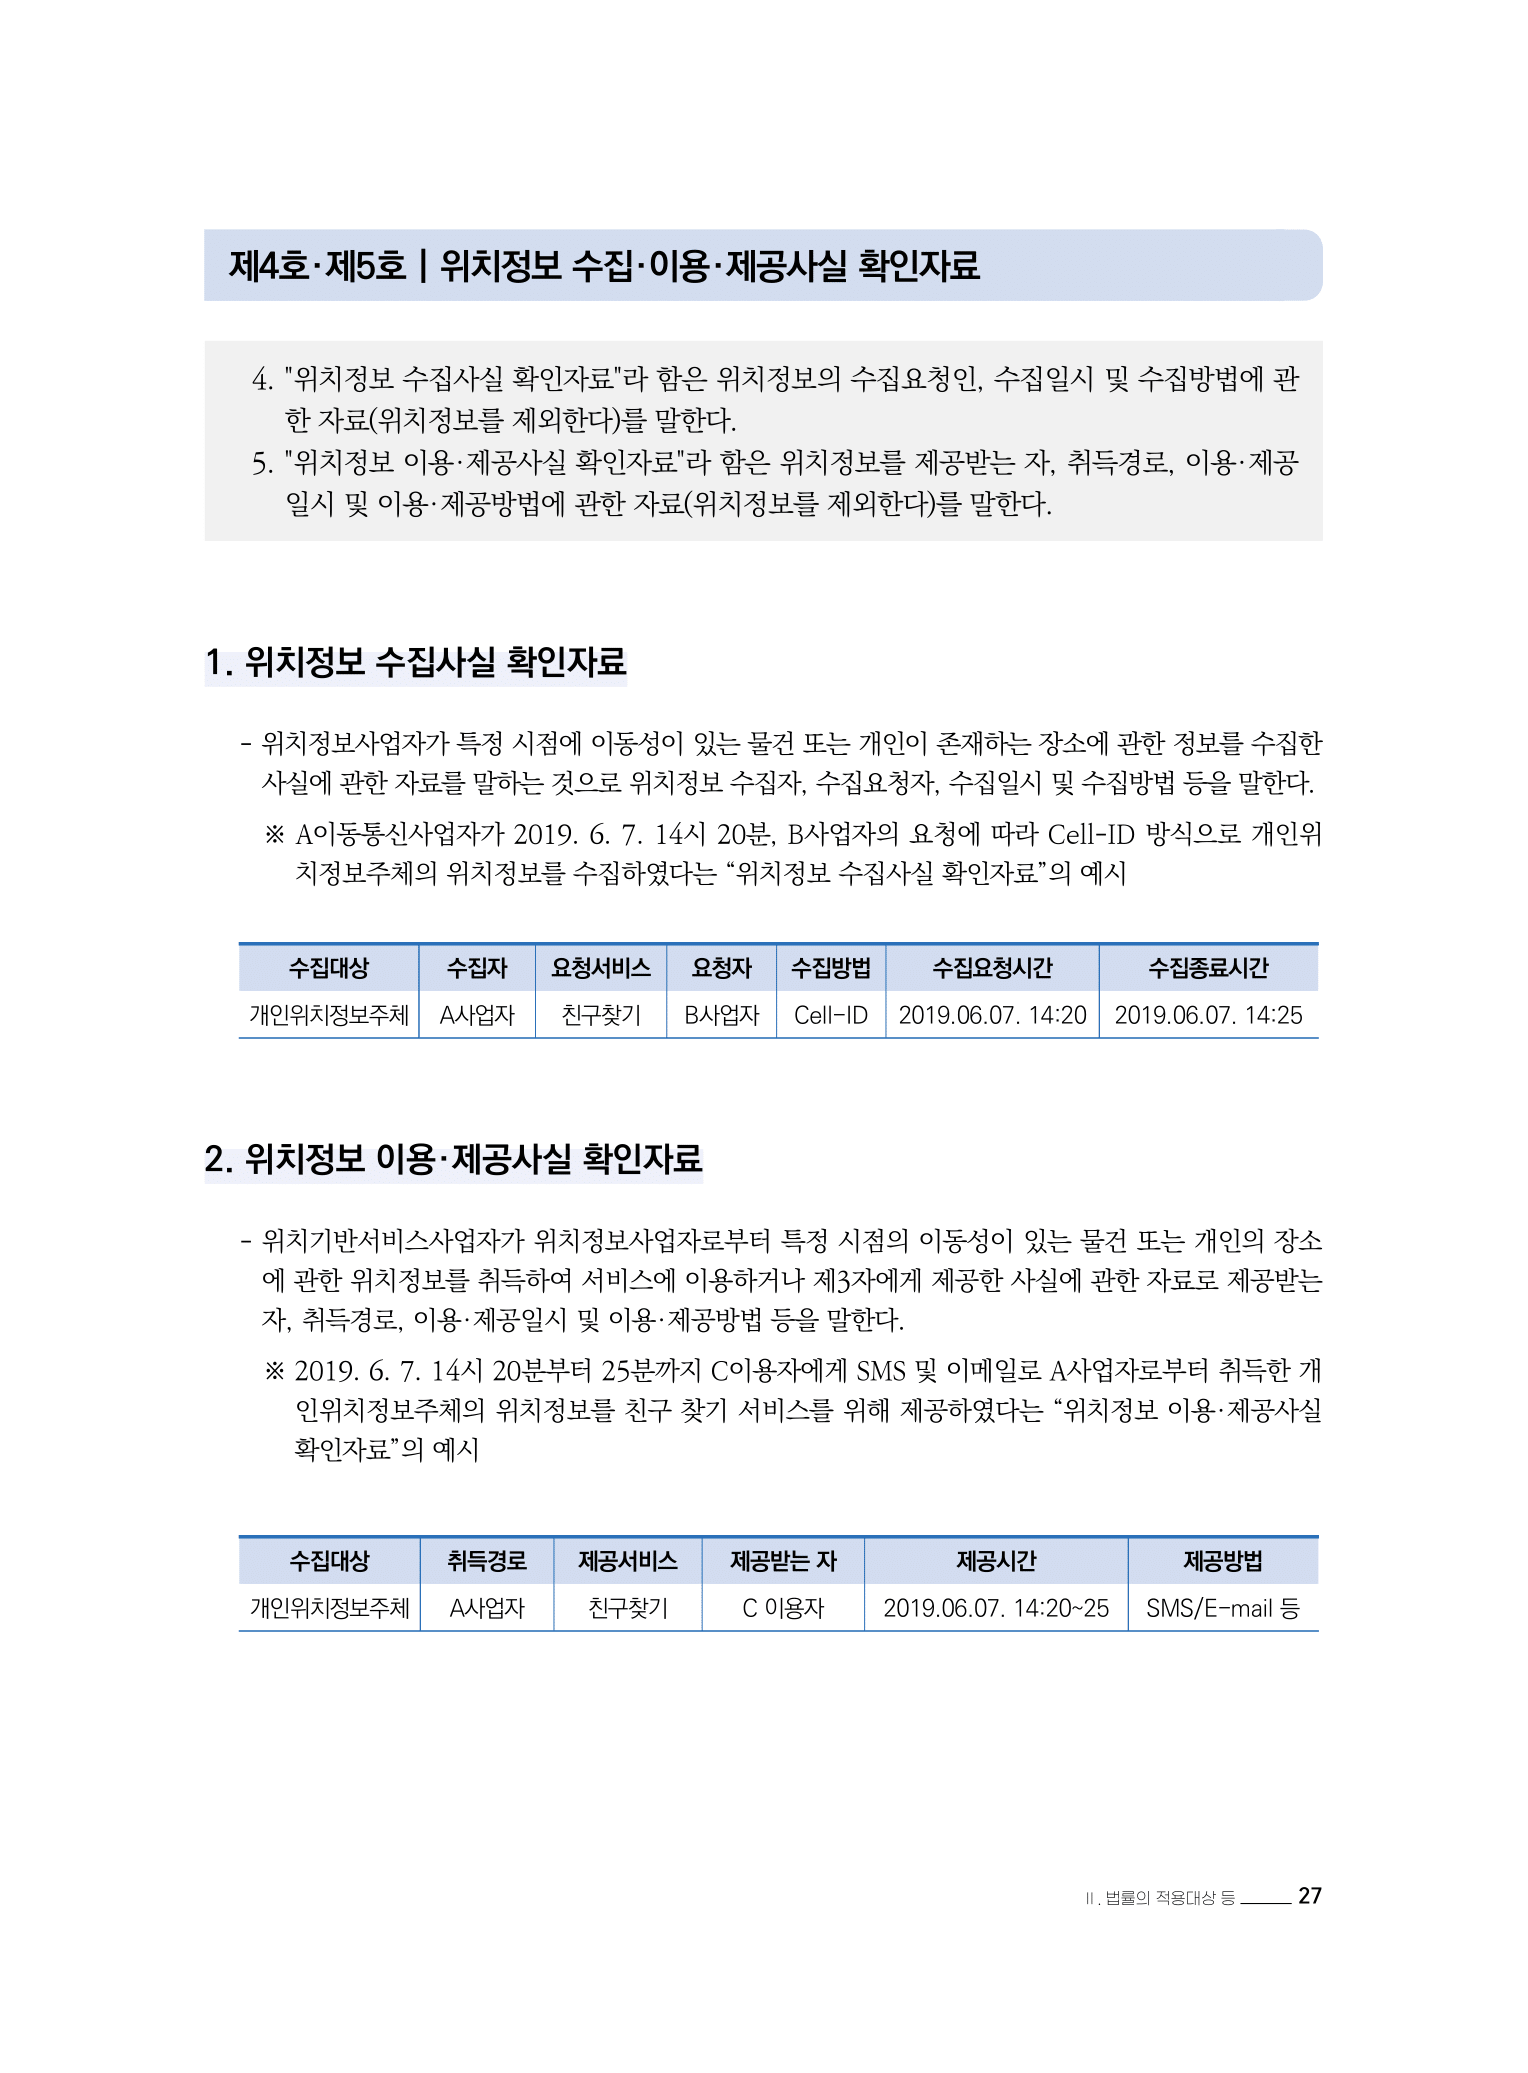 제4호·제5호 | 위치정보 수집·이용·제공사실 확인자료
4. "위치정보 수집사실 확인자료"라 함은 위치정보의 수집요청인, 수집일시 및 수집방법에 관
한 자료(위치정보를 제외한다)를 말한다.
5. "위치정보 이용·제공사실 확인자료"라 함은 위치정보를 제공받는 자, 취득경로, 이용·제공
일시 및 이용·제공방법에 관한 자료(위치정보를 제외한다)를 말한다.
1. 위치정보 수집사실 확인자료
- 위치정보사업자가 특정 시점에 이동성이 있는 물건 또는 개인이 존재하는 장소에 관한 정보를 수집한
사실에 관한 자료를 말하는 것으로 위치정보 수집자, 수집요청자, 수집일시 및 수집방법 등을 말한다.
※ A이동통신사업자가 2019. 6. 7. 14시 20분, B사업자의 요청에 따라 Cell-ID 방식으로 개인위
치정보주체의 위치정보를 수집하였다는 “위치정보 수집사실 확인자료”의 예시
수집대상 수집자 요청서비스 요청자 수집방법 수집요청시간 수집종료시간
개인위치정보주체 A사업자 친구찾기 B사업자 Cell-ID 2019.06.07. 14:20 2019.06.07. 14:25
2. 위치정보 이용·제공사실 확인자료
- 위치기반서비스사업자가 위치정보사업자로부터 특정 시점의 이동성이 있는 물건 또는 개인의 장소
에 관한 위치정보를 취득하여 서비스에 이용하거나 제3자에게 제공한 사실에 관한 자료로 제공받는
자, 취득경로, 이용·제공일시 및 이용·제공방법 등을 말한다.
※ 2019. 6. 7. 14시 20분부터 25분까지 C이용자에게 SMS 및 이메일로 A사업자로부터 취득한 개
인위치정보주체의 위치정보를 친구 찾기 서비스를 위해 제공하였다는 “위치정보 이용·제공사실
확인자료”의 예시
수집대상 취득경로 제공서비스 제공받는 자 제공시간 제공방법
개인위치정보주체 A사업자 친구찾기 C 이용자 2019.06.07. 14:20~25 SMS/E-mail 등
Ⅱ. 법률의 적용대상 등 27